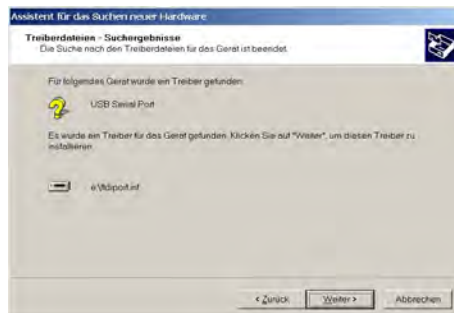 Assistent für das Suchen neuer Hardware
Treiberdateien - Suchergebnisse
Die Suche nach den Treiberdateien für das Gerät ist beendet.
Für folgendes Gerät wurde ein Treiber gefunden:
USB Serial Port
Es wurde ein Treiber für das Gerät gefunden. Klicken Sie auf "Weiter", um diesen Treiber zu
installieren.
e:\ftdiport.inf
< Zurück
Weiter >
Abbrechen